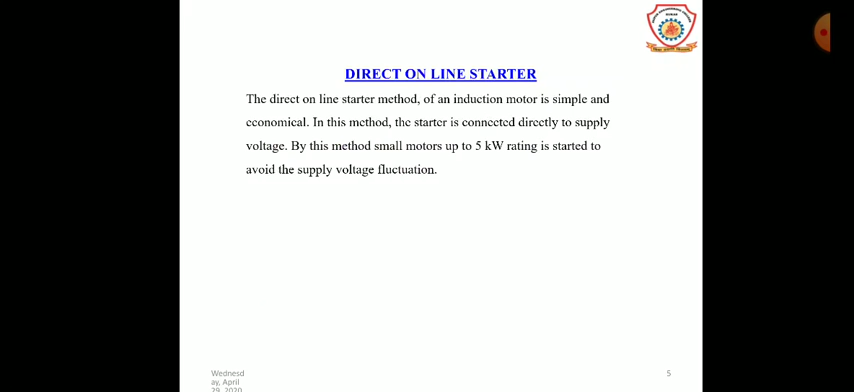 DIRECT ON LINE STARTER
The direct on line starter method, of an induction motor is simple and
economical. In this method, the starter is connected directly to supply
voltage. By this method small motors up to 5 kW rating is started to
avoid the supply voltage fluctuation.
Wednesd
ay, April
29, 2020
5